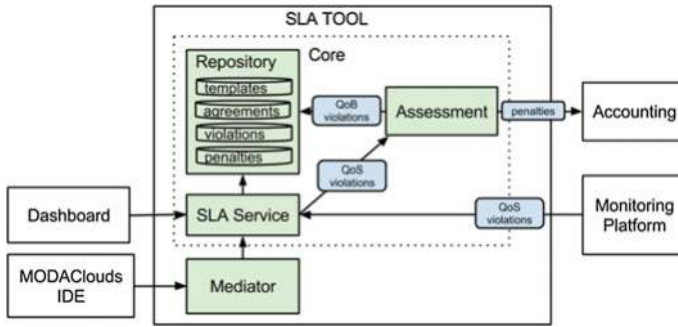 SLA TOOL
Core
Repository
templates
agreements
violations
penalties
QoB
violations
Assessment
penalties
Accounting
QoS
violations
Dashboard
SLA Service
QoS
violations
Monitoring
Platform
MODAClouds
IDE
Mediator